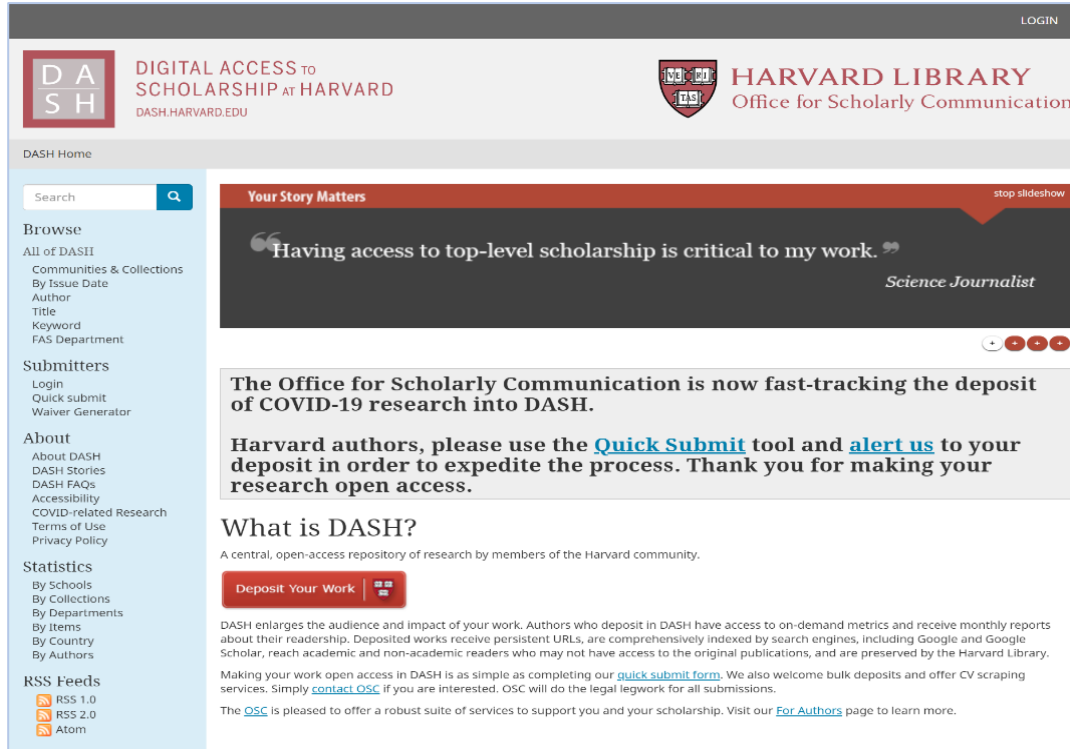 LOGIN
D A
S H
DIGITAL ACCESS TO
SCHOLARSHIP AT HARVARD
DASH.HARVARD.EDU
VE RI
TAS
HARVARD LIBRARY
Office for Scholarly Communication
DASH Home
Search
Browse
All of DASH
Communities & Collections
By Issue Date
Author
Title
Keyword
FAS Department
Submitters
Login
Quick submit
Waiver Generator
About
About DASH
DASH Stories
DASH FAQs
Accessibility
COVID-related Research
Terms of Use
Privacy Policy
Statistics
By Schools
By Collections
By Departments
By Items
By Country
By Authors
RSS Feeds
RSS 1.0
RSS 2.0
Atom
Your Story Matters
stop slideshow
“Having access to top-level scholarship is critical to my work.”
Science Journalist
+ + + +
The Office for Scholarly Communication is now fast-tracking the deposit
of COVID-19 research into DASH.
Harvard authors, please use the Quick Submit tool and alert us to your
deposit in order to expedite the process. Thank you for making your
research open access.
What is DASH?
A central, open-access repository of research by members of the Harvard community.
Deposit Your Work
DASH enlarges the audience and impact of your work. Authors who deposit in DASH have access to on-demand metrics and receive monthly reports
about their readership. Deposited works receive persistent URLs, are comprehensively indexed by search engines, including Google and Google
Scholar, reach academic and non-academic readers who may not have access to the original publications, and are preserved by the Harvard Library.
Making your work open access in DASH is as simple as completing our quick submit form. We also welcome bulk deposits and offer CV scraping
services. Simply contact OSC if you are interested. OSC will do the legal legwork for all submissions.
The OSC is pleased to offer a robust suite of services to support you and your scholarship. Visit our For Authors page to learn more.